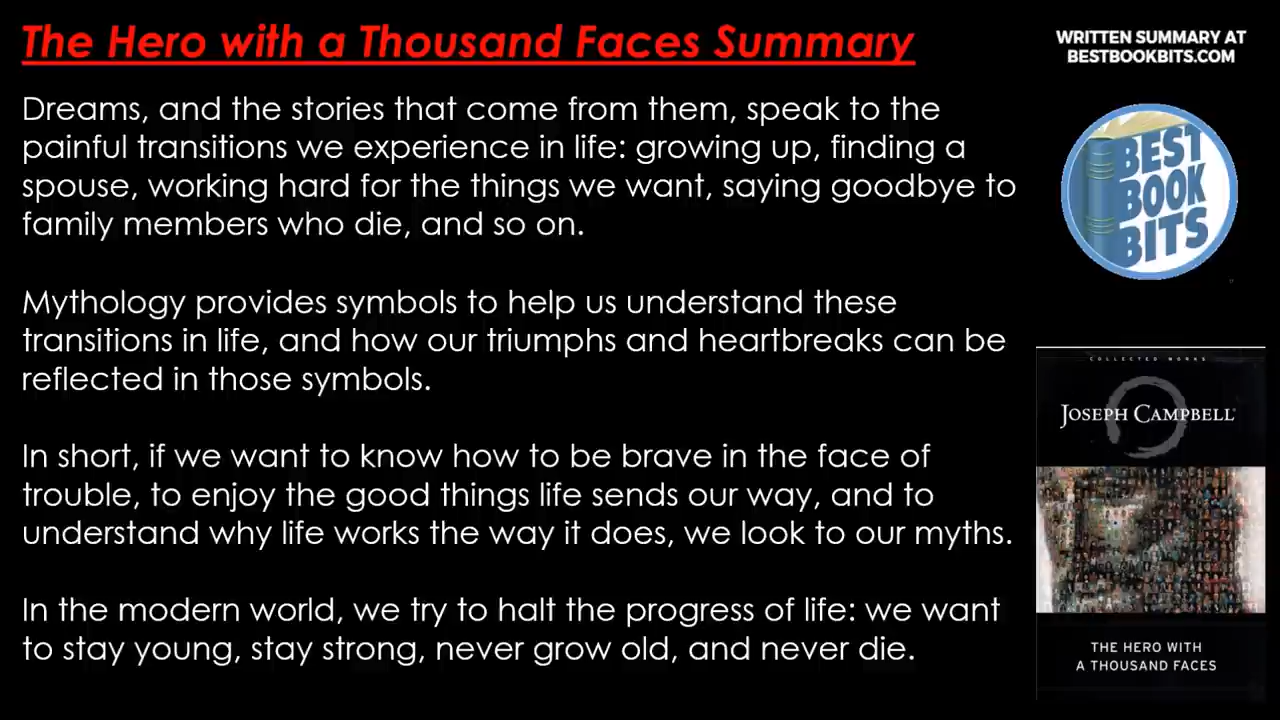 The Hero with a Thousand Faces Summary
Dreams, and the stories that come from them, speak to the
painful transitions we experience in life: growing up, finding a
spouse, working hard for the things we want, saying goodbye to
family members who die, and so on.
Mythology provides symbols to help us understand these
transitions in life, and how our triumphs and heartbreaks can be
reflected in those symbols.
In short, if we want to know how to be brave in the face of
trouble, to enjoy the good things life sends our way, and to
understand why life works the way it does, we look to our myths.
In the modern world, we try to halt the progress of life: we want
to stay young, stay strong, never grow old, and never die.
WRITTEN SUMMARY AT
BESTBOOKBITS.COM
BEST
BOOK
BITS
COLLECTED WORKS
JOSEPH CAMPBELL
THE HERO WITH
A THOUSAND FACES